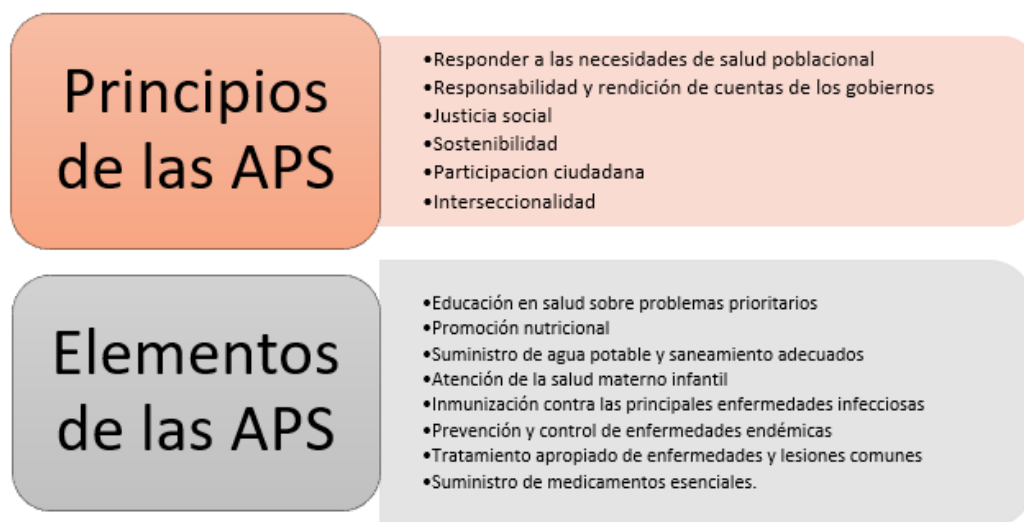 Principios
de las APS
•Responder a las necesidades de salud poblacional
•Responsabilidad y rendición de cuentas de los gobiernos
•Justicia social
•Sostenibilidad
•Participacion ciudadana
•Interseccionalidad
Elementos
de las APS
•Educación en salud sobre problemas prioritarios
•Promoción nutricional
•Suministro de agua potable y saneamiento adecuados
•Atención de la salud materno infantil
•Inmunización contra las principales enfermedades infecciosas
•Prevención y control de enfermedades endémicas
•Tratamiento apropiado de enfermedades y lesiones comunes
•Suministro de medicamentos esenciales.